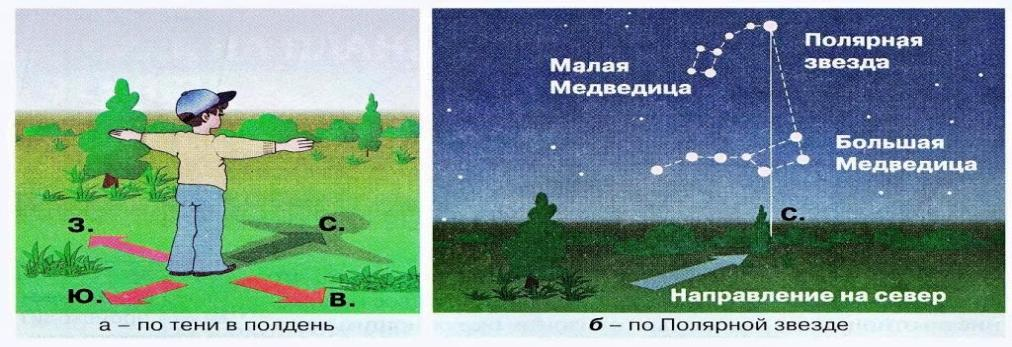 З.
С.
Ю.
В.
а – по тени в полдень
Полярная
звезда
Малая
Медведица
Большая
Медведица
С.
Направление на север
б – по Полярной звезде